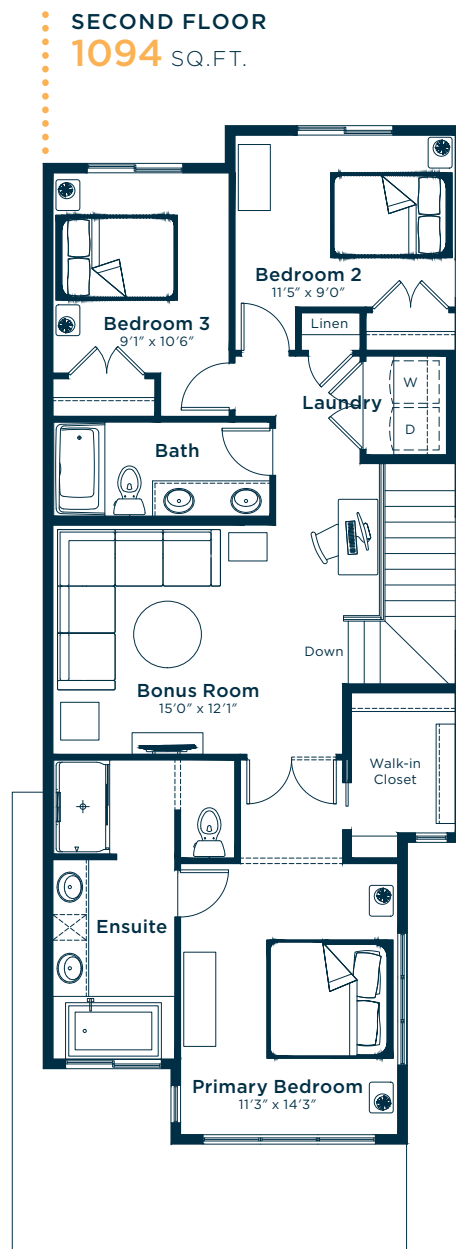 SECOND FLOOR
1094 SQ.FT.
Bedroom 2
11'5" x 9'0"
Bedroom 3
9'1" x 10'6"
Linen
W
Laundry
D
Bath
Down
Bonus Room
15'0" x 12'1"
Walk-in
Closet
Ensuite
Primary Bedroom
11'3" x 14'3"